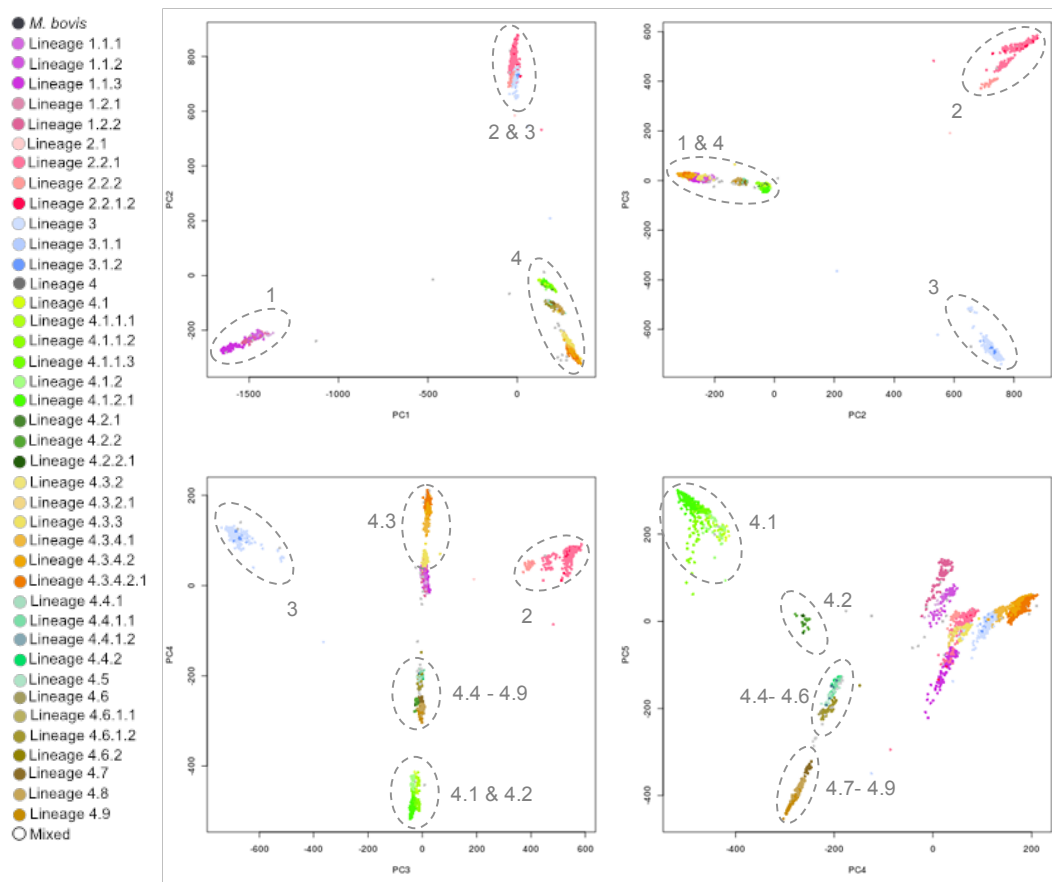 M. bovis
Lineage 1.1.1
Lineage 1.1.2
Lineage 1.1.3
Lineage 1.2.1
Lineage 1.2.2
Lineage 2.1
Lineage 2.2.1
Lineage 2.2.2
Lineage 2.2.1.2
Lineage 3
Lineage 3.1.1
Lineage 3.1.2
Lineage 4
Lineage 4.1
Lineage 4.1.1.1
Lineage 4.1.1.2
Lineage 4.1.1.3
Lineage 4.1.2
Lineage 4.1.2.1
Lineage 4.2.1
Lineage 4.2.2
Lineage 4.2.2.1
Lineage 4.3.2
Lineage 4.3.2.1
Lineage 4.3.3
Lineage 4.3.4.1
Lineage 4.3.4.2
Lineage 4.3.4.2.1
Lineage 4.4.1
Lineage 4.4.1.1
Lineage 4.4.1.2
Lineage 4.4.2
Lineage 4.5
Lineage 4.6
Lineage 4.6.1.1
Lineage 4.6.1.2
Lineage 4.6.2
Lineage 4.7
Lineage 4.8
Lineage 4.9
Mixed
PC2
800
600
400
200
0
200
2 & 3
4
1
-1500
-1000
-500
0
PC1
PC3
600
400
200
0
-200
-400
-600
2
1 & 4
3
-200
0
200
400
600
800
PC2
PC4
200
0
-200
-400
4.3
3
2
4.4 - 4.9
4.1 & 4.2
-600
-400
-200
0
200
400
600
PC3
PC5
200
0
200
400
4.1
4.2
4.4- 4.6
4.7- 4.9
-400
-200
0
200
PC4